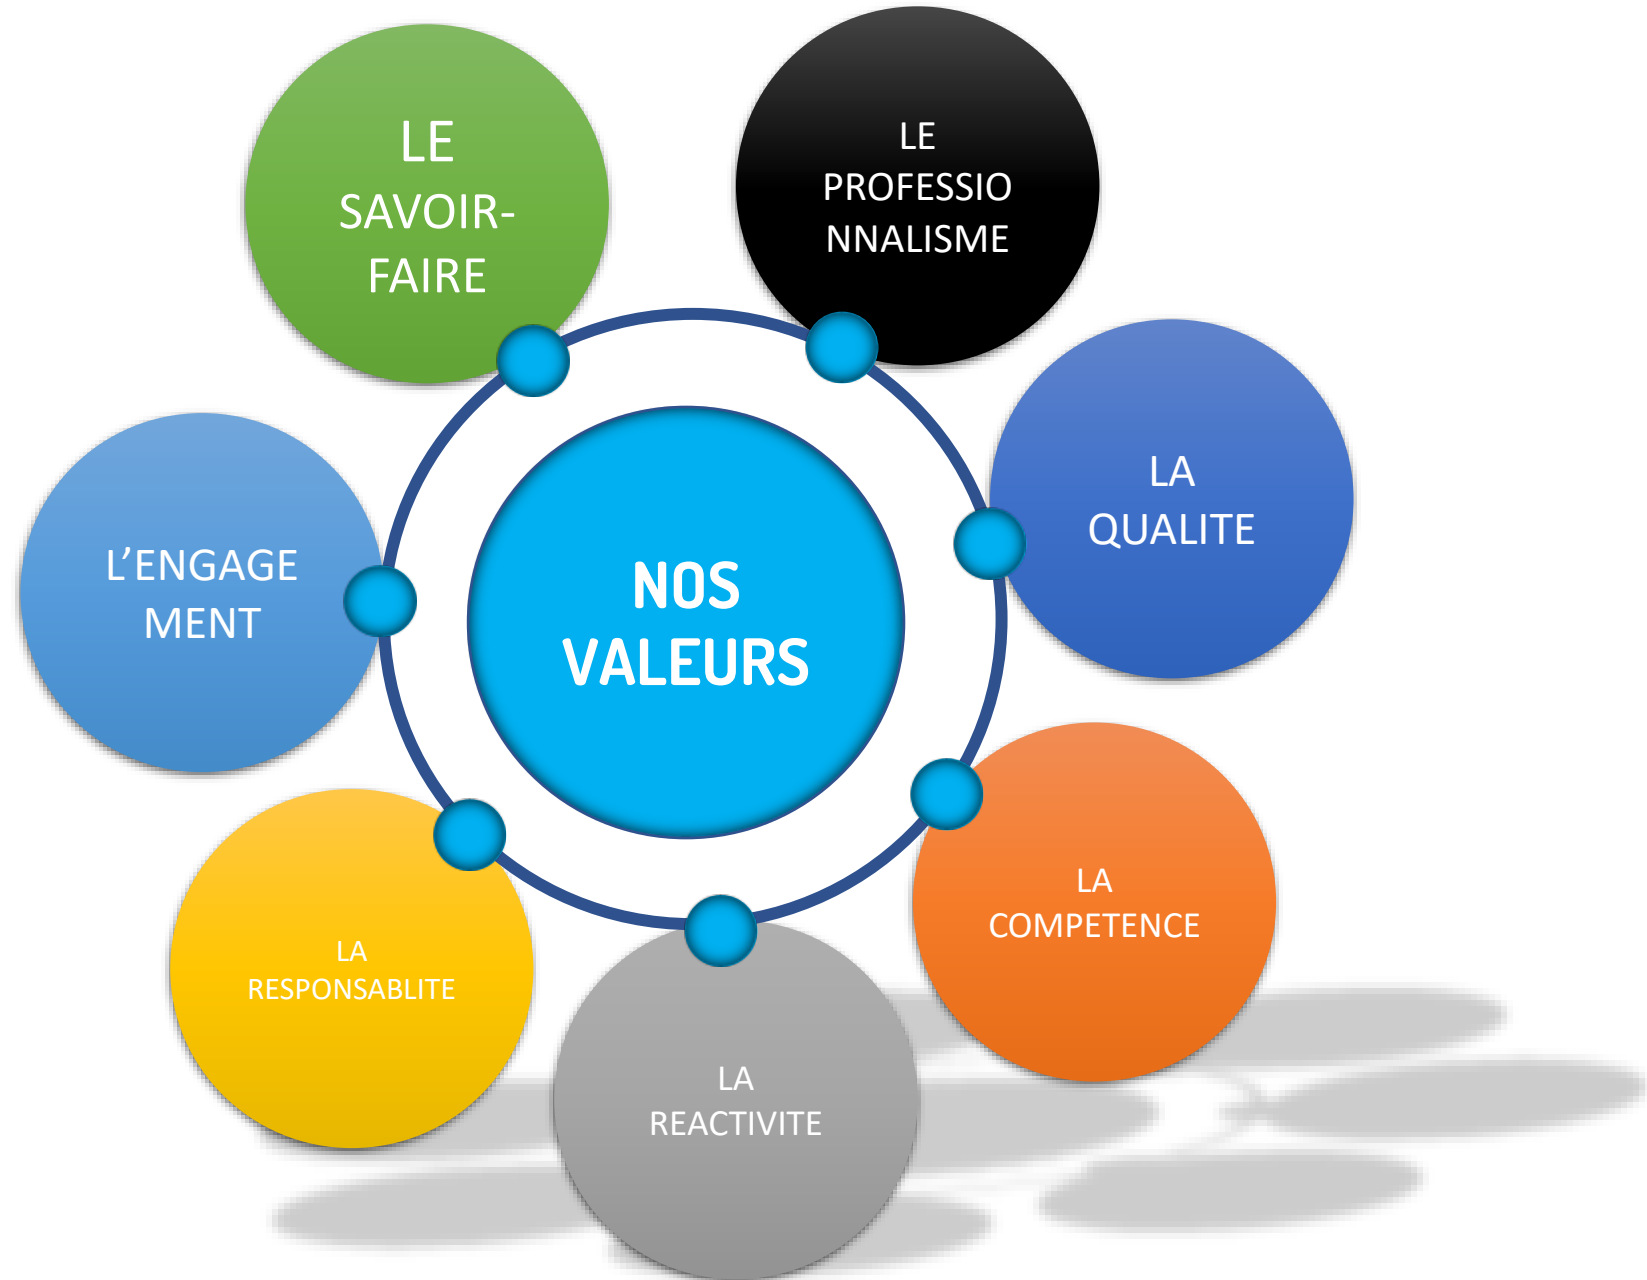 LE
SAVOIR-
FAIRE
LE
PROFESSIO
NNALISME
LA
QUALITE
L’ENGAGE
MENT
NOS
VALEURS
LA
COMPETENCE
LA
RESPONSABLITE
LA
REACTIVITE